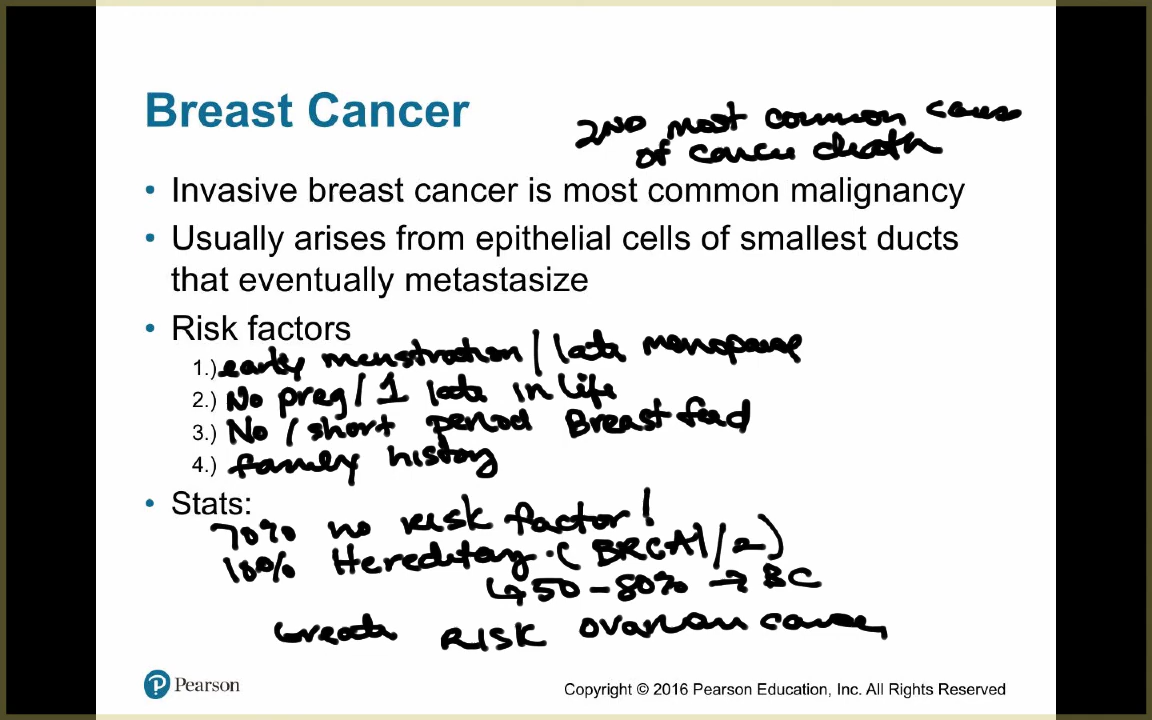 Breast Cancer
2ND most common cause
of cancer death
• Invasive breast cancer is most common malignancy
• Usually arises from epithelial cells of smallest ducts
that eventually metastasize
• Risk factors
1.) early menstruation / late menopause
2.) No preg / 1 late in life
3.) No / short period Breast feed
4.) family history
• Stats:
70% no risk factor!
10% Hereditary · (BRCA1/2)
↳ 50-80% → BC
Greater RISK ovarian cancer
Pearson
Copyright © 2016 Pearson Education, Inc. All Rights Reserved